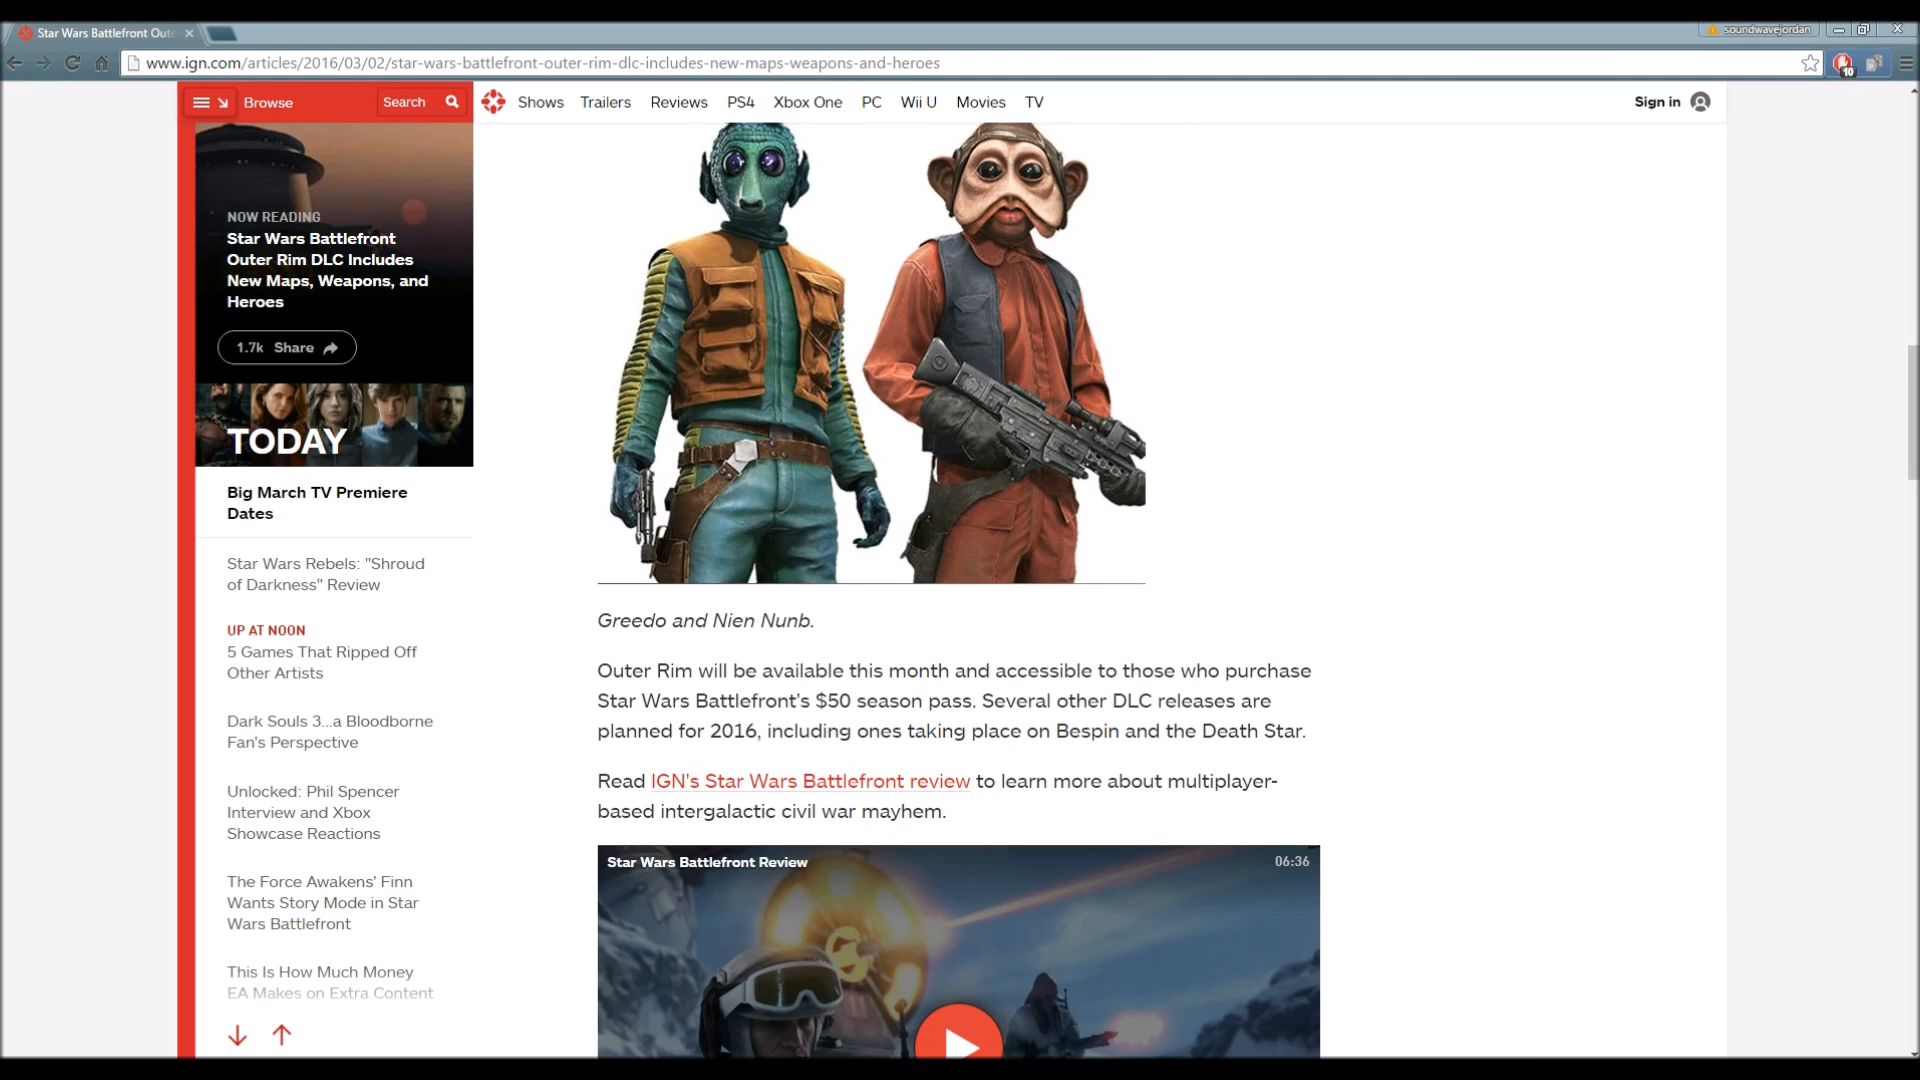 Star Wars Battlefront Oute
soundwavejordan
www.ign.com/articles/2016/03/02/star-wars-battlefront-outer-rim-dlc-includes-new-maps-weapons-and-heroes
10
Browse
Search
Shows Trailers Reviews PS4 Xbox One PC Wii U Movies TV
Sign in
NOW READING
Star Wars Battlefront
Outer Rim DLC Includes
New Maps, Weapons, and
Heroes
1.7k Share
TODAY
Big March TV Premiere
Dates
Star Wars Rebels: "Shroud
of Darkness" Review
UP AT NOON
5 Games That Ripped Off
Other Artists
Dark Souls 3...a Bloodborne
Fan's Perspective
Unlocked: Phil Spencer
Interview and Xbox
Showcase Reactions
The Force Awakens' Finn
Wants Story Mode in Star
Wars Battlefront
This Is How Much Money
EA Makes on Extra Content
Greedo and Nien Nunb.
Outer Rim will be available this month and accessible to those who purchase
Star Wars Battlefront's $50 season pass. Several other DLC releases are
planned for 2016, including ones taking place on Bespin and the Death Star.
Read IGN's Star Wars Battlefront review to learn more about multiplayer-
based intergalactic civil war mayhem.
Star Wars Battlefront Review
06:36